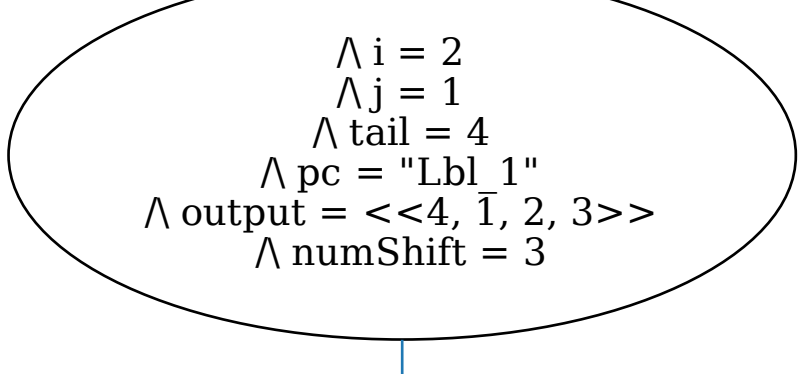 /\ i = 2
/\ j = 1
/\ tail = 4
/\ pc = "Lbl_1"
/\ output = <<4, 1, 2, 3>>
/\ numShift = 3